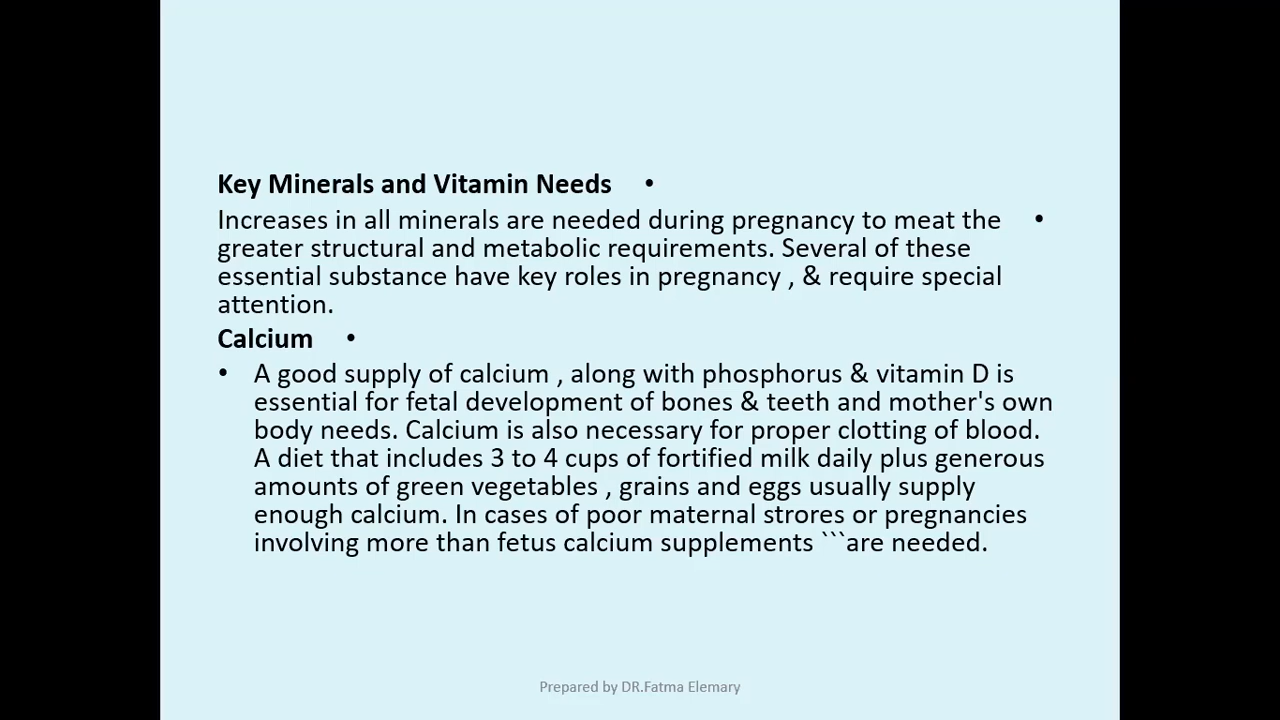 Key Minerals and Vitamin Needs •
Increases in all minerals are needed during pregnancy to meat the •
greater structural and metabolic requirements. Several of these
essential substance have key roles in pregnancy , & require special
attention.
Calcium •
• A good supply of calcium , along with phosphorus & vitamin D is
essential for fetal development of bones & teeth and mother's own
body needs. Calcium is also necessary for proper clotting of blood.
A diet that includes 3 to 4 cups of fortified milk daily plus generous
amounts of green vegetables , grains and eggs usually supply
enough calcium. In cases of poor maternal strores or pregnancies
involving more than fetus calcium supplements ```are needed.
Prepared by DR.Fatma Elemary